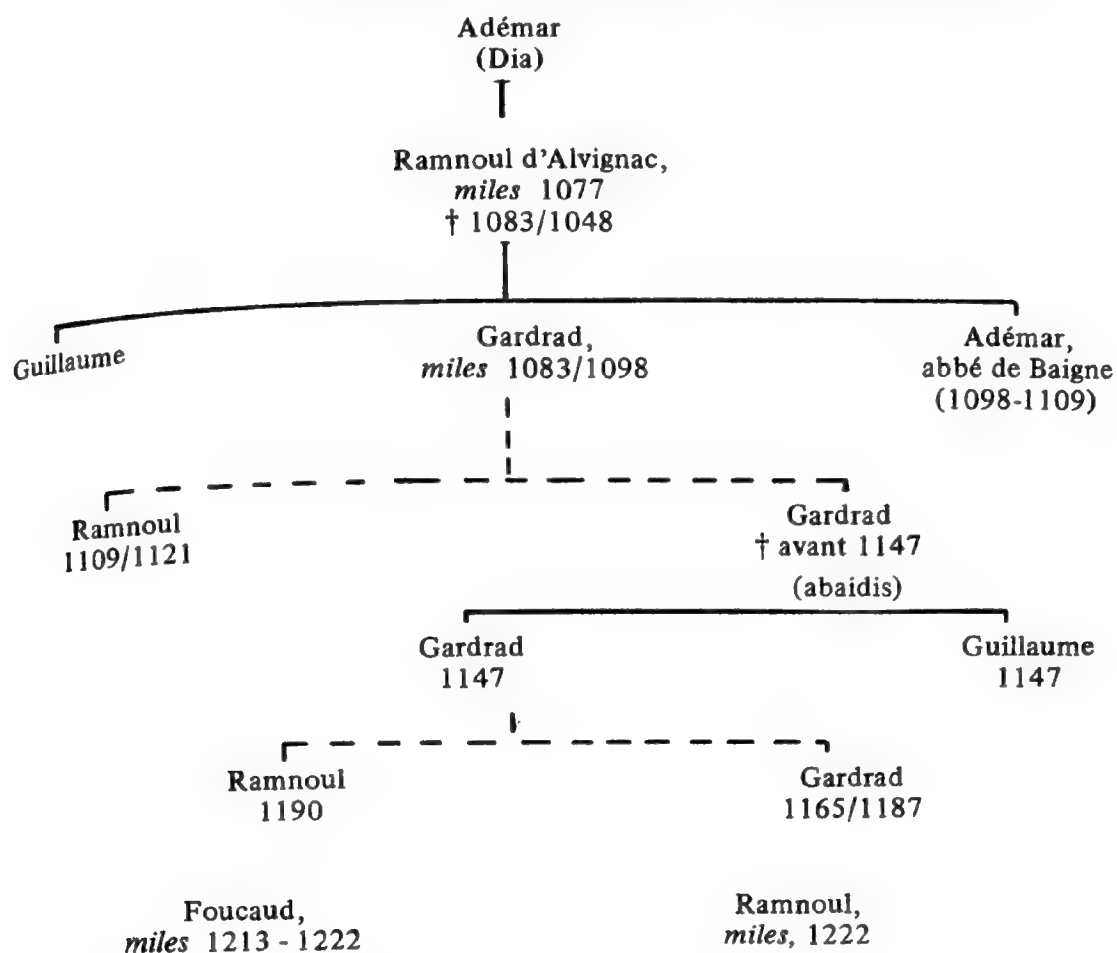 Adémar
(Dia)
Ramnoul d'Alvignac,
miles 1077
† 1083/1048
Guillaume
Gardrad,
miles 1083/1098
Adémar,
abbé de Baigne
(1098-1109)
Ramnoul
1109/1121
Gardrad
† avant 1147
(abaidis)
Gardrad
1147
Guillaume
1147
Ramnoul
1190
Gardrad
1165/1187
Foucaud,
miles 1213 - 1222
Ramnoul,
miles, 1222